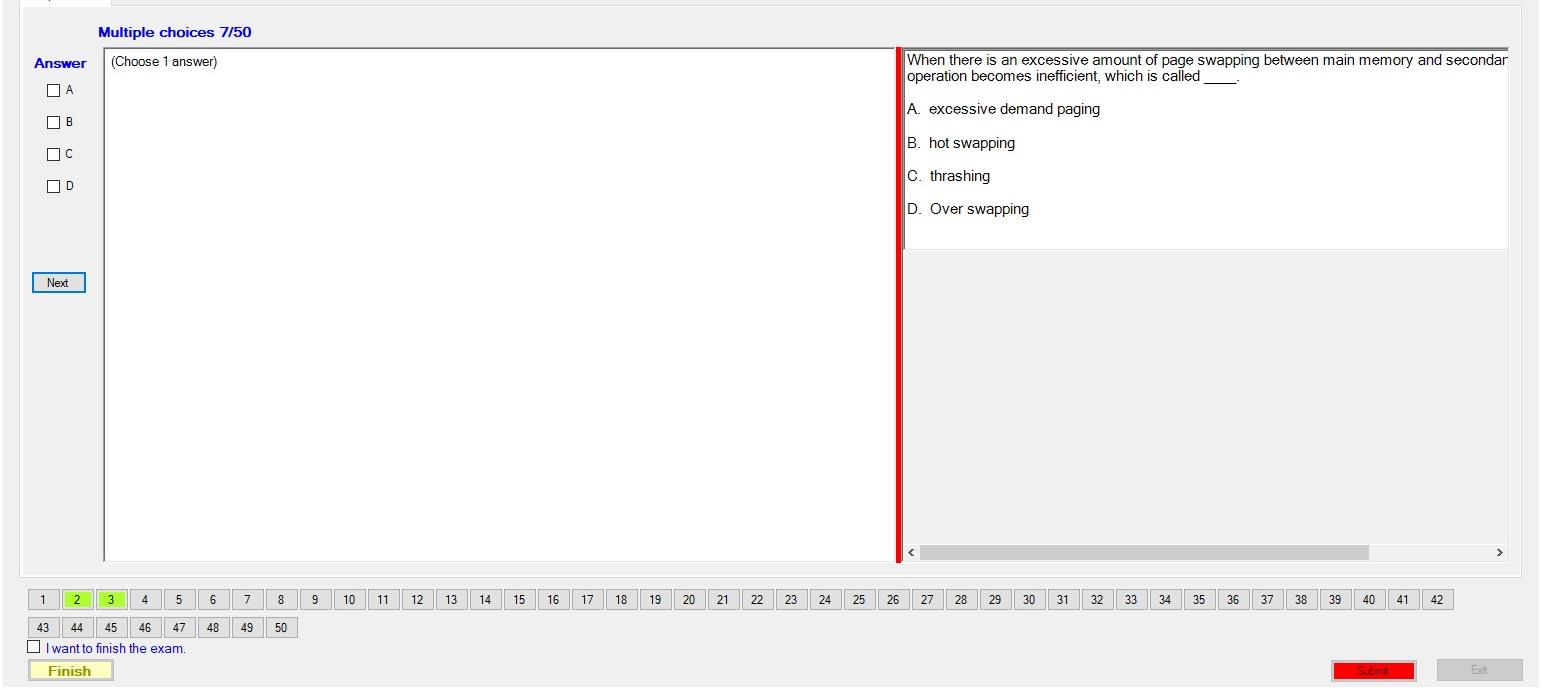 Multiple choices 7/50
Answer
(Choose 1 answer)
A
B
C
D
Next
When there is an excessive amount of page swapping between main memory and secondar
operation becomes inefficient, which is called ____.
A. excessive demand paging
B. hot swapping
C. thrashing
D. Over swapping
1 2 3 4 5 6 7 8 9 10 11 12 13 14 15 16 17 18 19 20 21 22 23 24 25 26 27 28 29 30 31 32 33 34 35 36 37 38 39 40 41 42
43 44 45 46 47 48 49 50
I want to finish the exam.
Finish
Submit
Exit